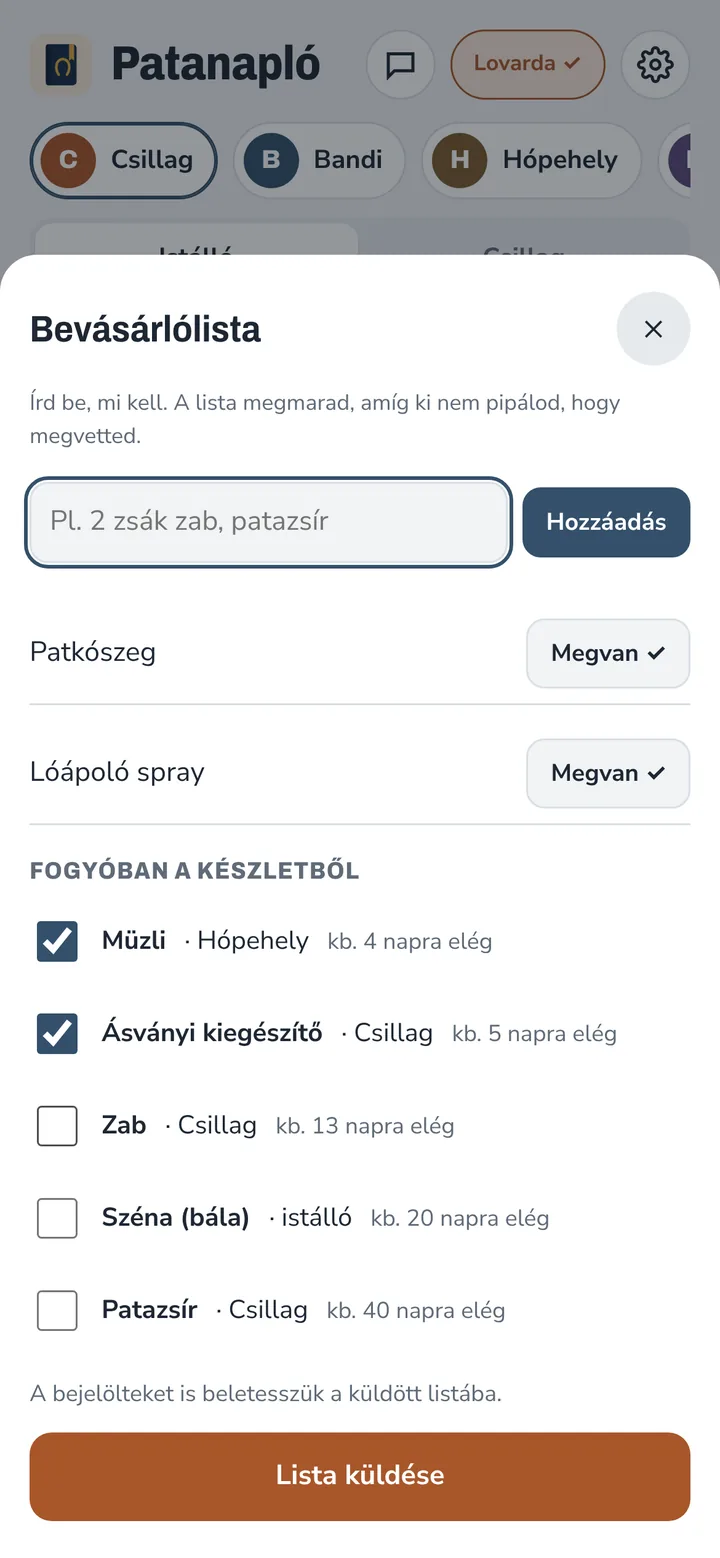 Patanapló
Lovarda ✓
C Csillag
B Bandi
H Hópehely
Istálló
Csillag
Bevásárlólista
Írd be, mi kell. A lista megmarad, amíg ki nem pipálod, hogy
megvetted.
Pl. 2 zsák zab, patazsír
Hozzáadás
Patkószeg
Megvan ✓
Lóápoló spray
Megvan ✓
FOGYÓBAN A KÉSZLETBŐL
Müzli · Hópehely kb. 4 napra elég
Ásványi kiegészítő · Csillag kb. 5 napra elég
Zab · Csillag kb. 13 napra elég
Széna (bála) · istálló kb. 20 napra elég
Patazsír · Csillag kb. 40 napra elég
A bejelölteket is beletesszük a küldött listába.
Lista küldése